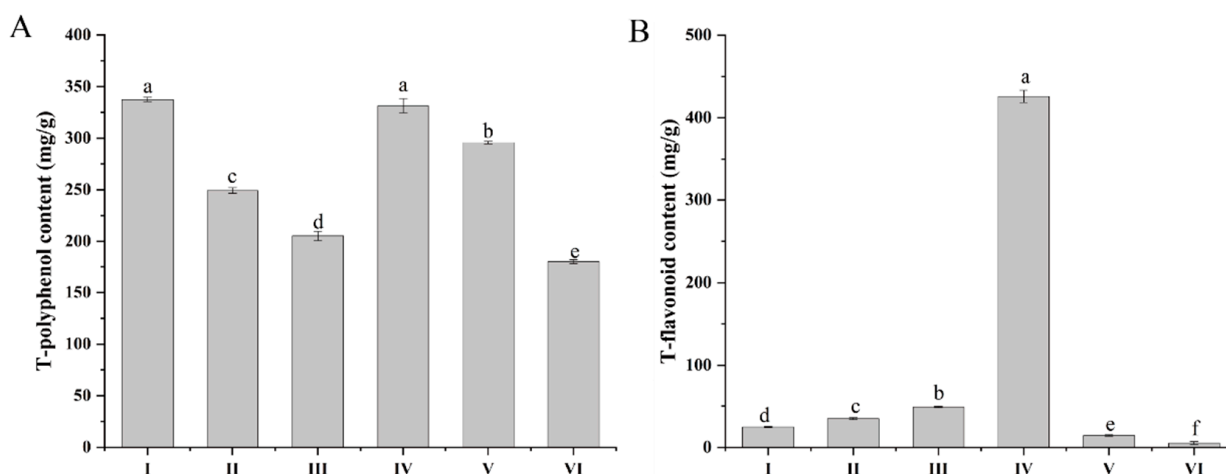 A
T-polyphenol content (mg/g)
400
350
300
250
200
150
100
50
0
a
c
d
a
b
e
I II III IV V VI
B
T-flavonoid content (mg/g)
500
400
300
200
100
0
d
c
b
a
e
f
I II III IV V VI